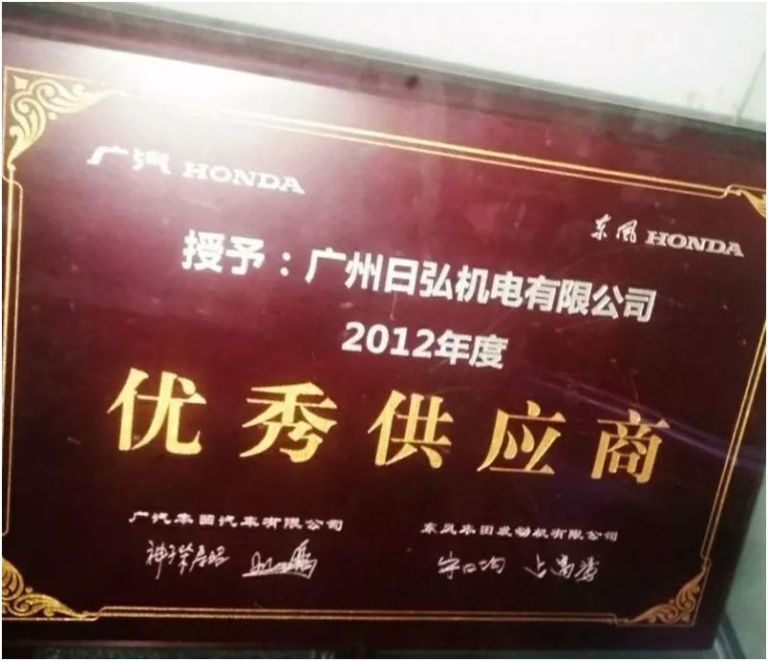 广汽 HONDA
东风 HONDA
授予：广州日弘机电有限公司
2012年度
优秀供应商
广汽本田汽车有限公司
东风本田发动机有限公司